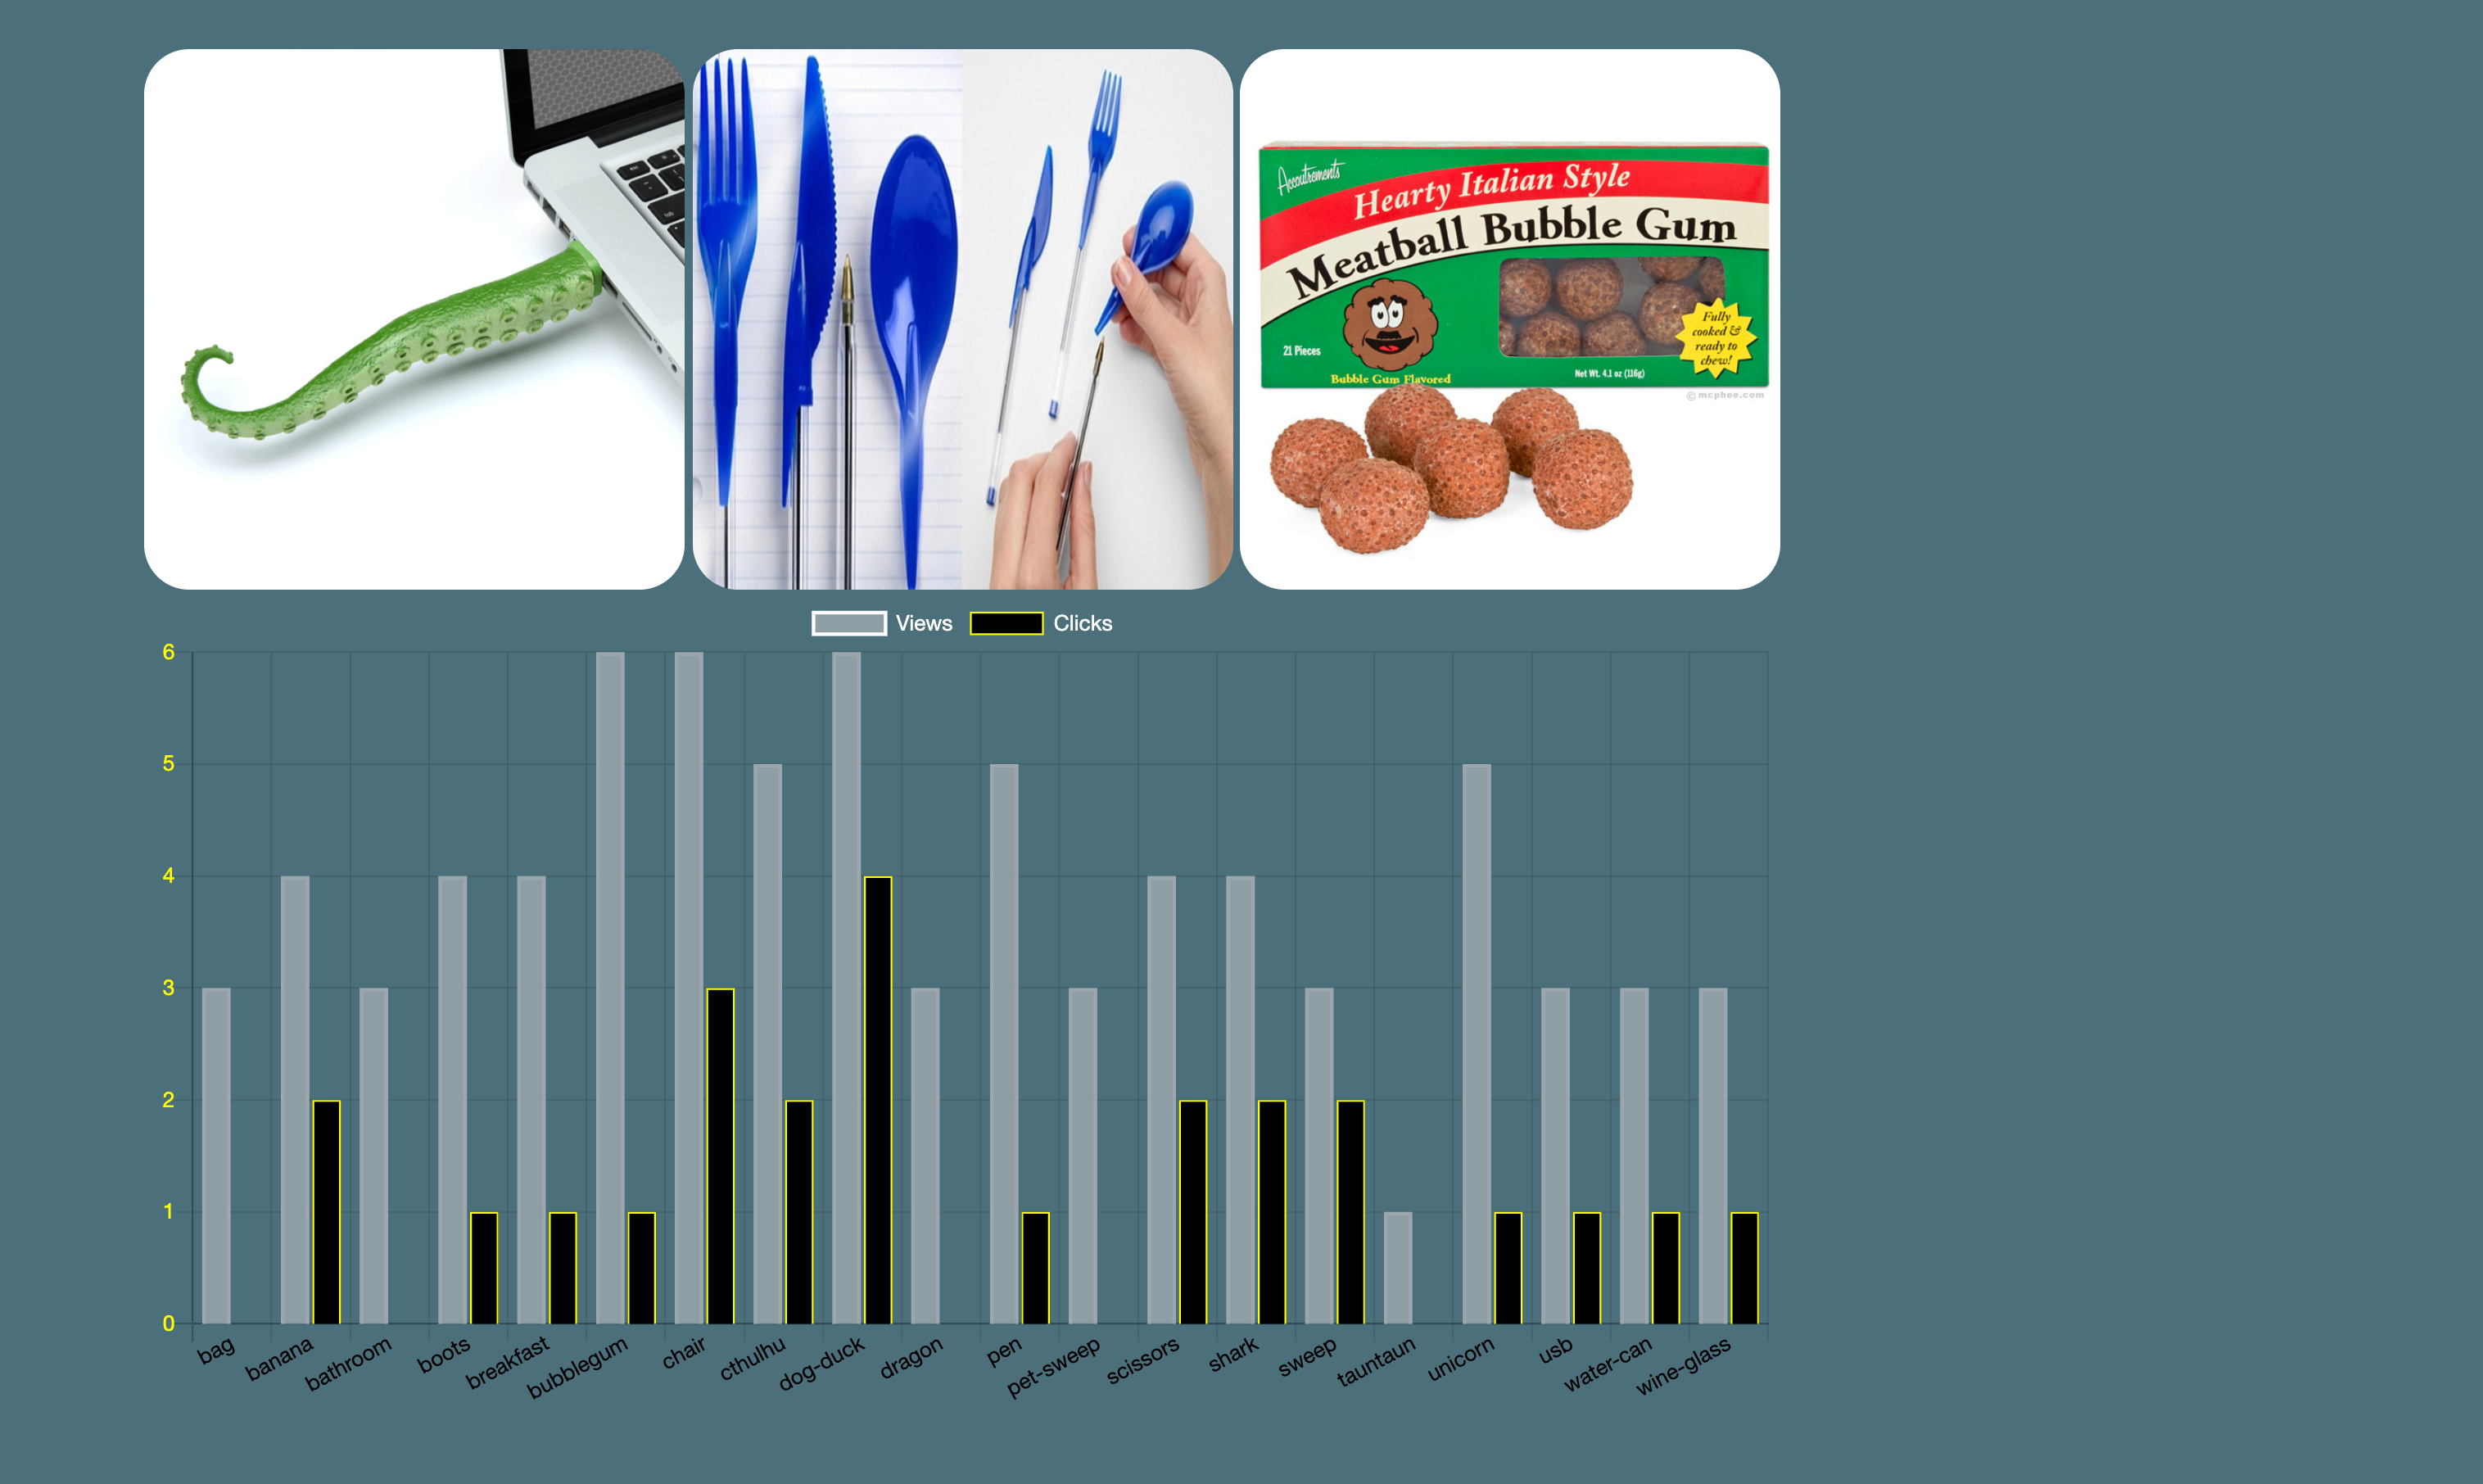 Accoutrements
Hearty Italian Style
Meatball Bubble Gum
Fully
cooked &
ready to
chew!
21 Pieces
Bubble Gum Flavored
Net Wt. 4.1 oz (116g)
©mcphee.com
Views
Clicks
6
5
4
3
2
1
0
bag
banana
bathroom
boots
breakfast
bubblegum
chair
cthulhu
dog-duck
dragon
pen
pet-sweep
scissors
shark
sweep
tauntaun
unicorn
usb
water-can
wine-glass